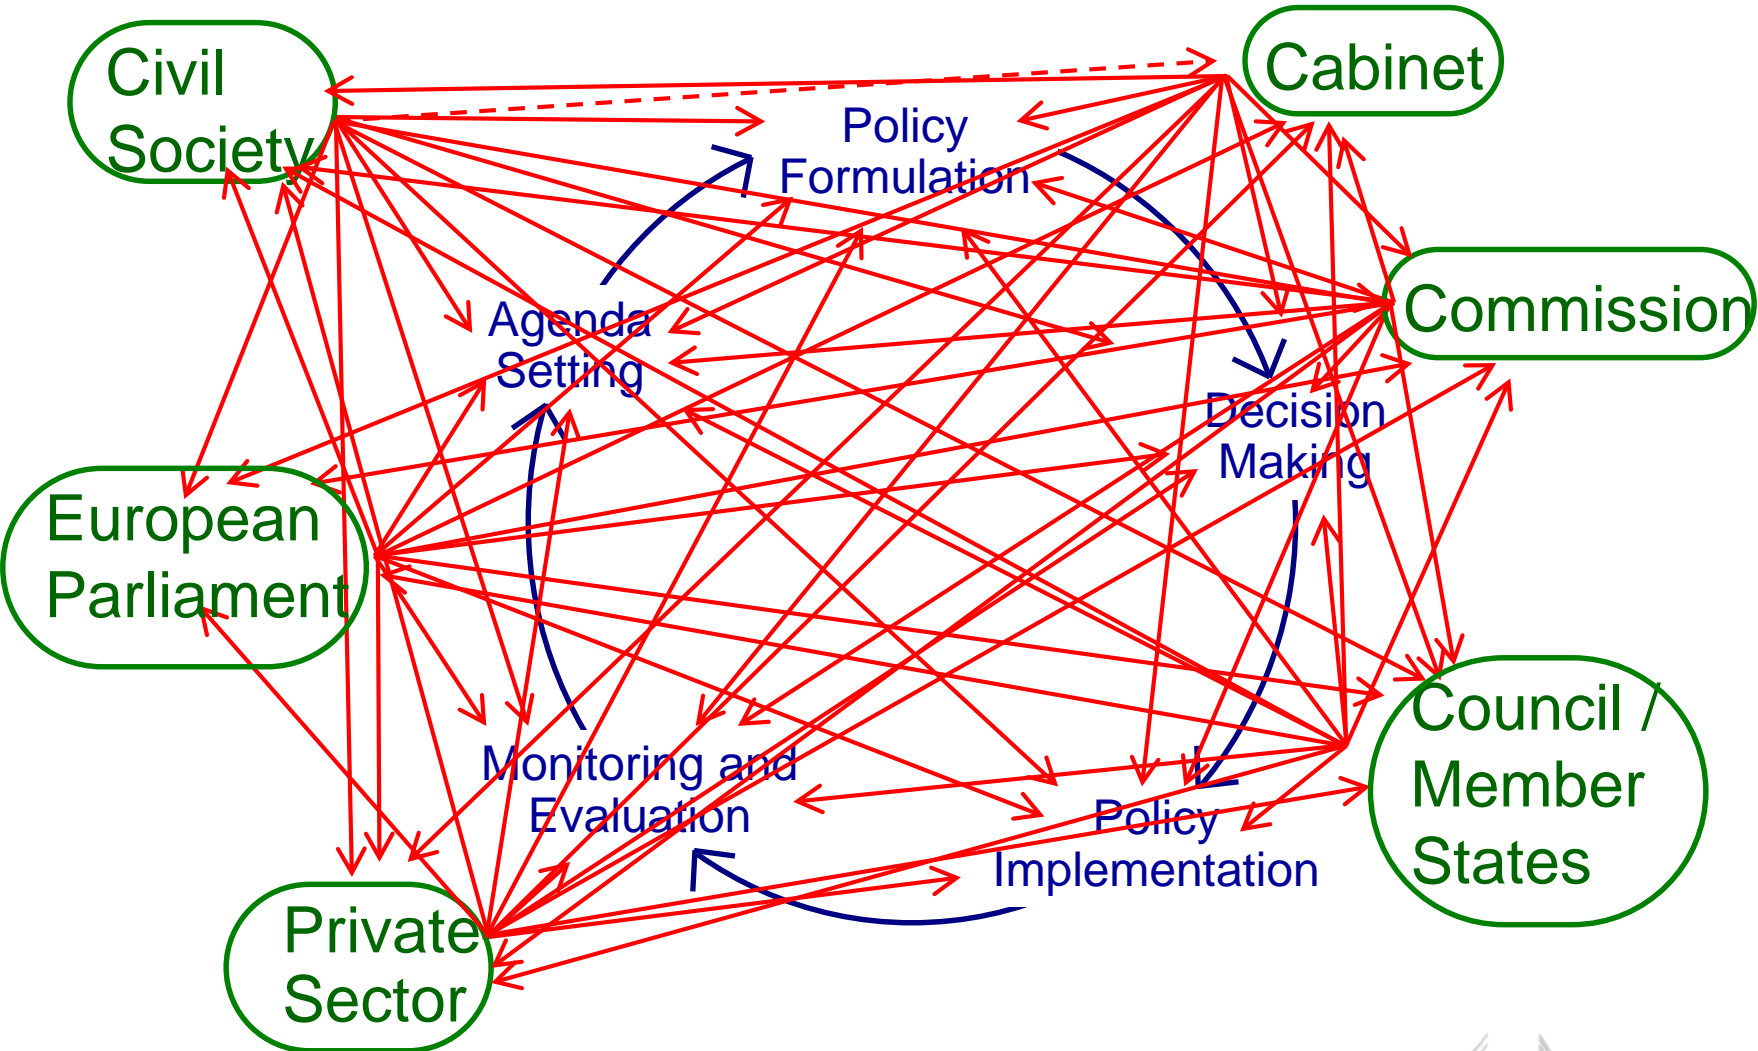 Civil
Society
Cabinet
Policy
Formulation
Commission
Agenda
Setting
Decision
Making
European
Parliament
Council /
Member
States
Monitoring and
Evaluation
Policy
Implementation
Private
Sector